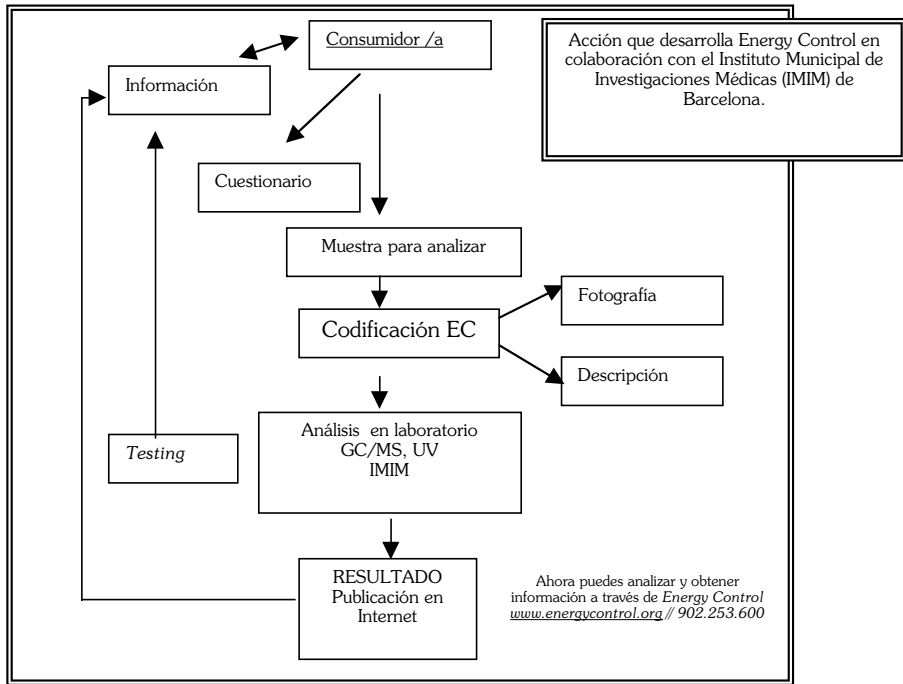 Consumidor /a
Acción que desarrolla Energy Control en
colaboración con el Instituto Municipal de
Investigaciones Médicas (IMIM) de
Barcelona.
Información
Cuestionario
Muestra para analizar
Fotografía
Codificación EC
Descripción
Análisis en laboratorio
GC/MS, UV
IMIM
Testing
RESULTADO
Publicación en
Internet
Ahora puedes analizar y obtener
información a través de Energy Control
www.energycontrol.org // 902.253.600